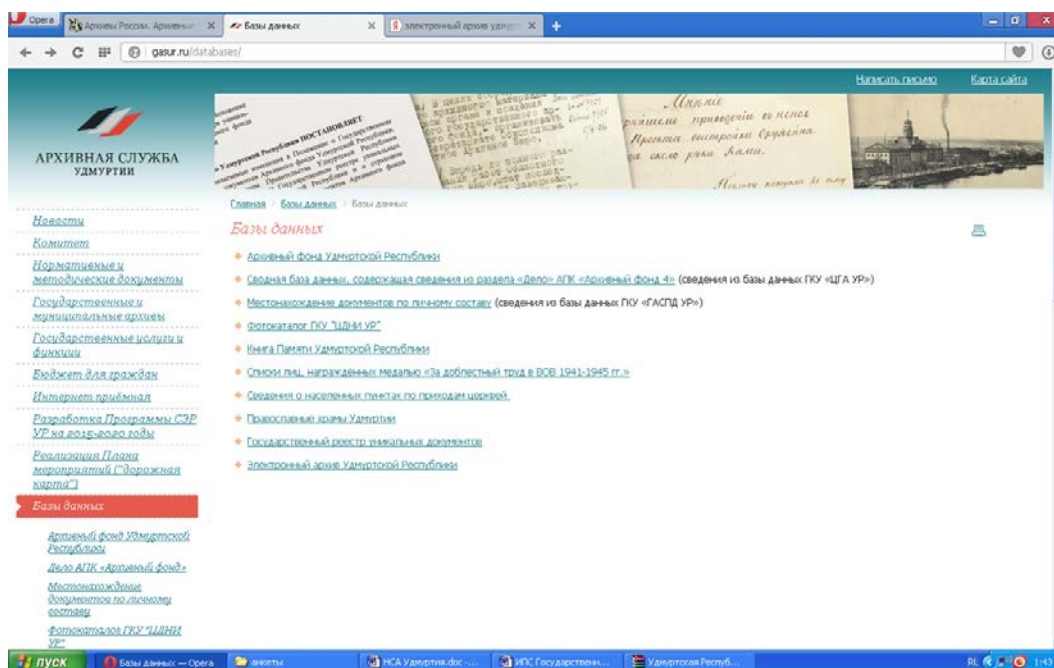 Opera
Архивы России. Архивные
Базы данных
электронный архив удмурт
gasur.ru/databases/
Написать письмо
Карта сайта
АРХИВНАЯ СЛУЖБА
УДМУРТИИ
ПОСТАНОВЛЯЕТ
Мнение
Главная > Базы данных > Базы данных
Базы данных
Архивный фонд Удмуртской Республики
Сводная база данных, содержащая сведения из раздела «Дело» АПК «Архивный фонд 4» (сведения из базы данных ГКУ «ЦГА УР»)
Местонахождение документов по личному составу (сведения из базы данных ГКУ «ГАСПД УР»)
Фотокаталог ГКУ "ЦДНИ УР"
Книга Памяти Удмуртской Республики
Списки лиц, награждённых медалью «За доблестный труд в ВОВ 1941-1945 гг.»
Сведения о населенных пунктах по приходам церквей
Православные храмы Удмуртии
Государственный реестр уникальных документов
Электронный архив Удмуртской Республики
Новости
Комитет
Нормативные и
методические документы
Государственные и
муниципальные архивы
Государственные услуги и
функции
Бюджет для граждан
Интернет приёмная
Разработка Программы СЭР
УР на 2015-2020 годы
Реализация Плана
мероприятий ("дорожная
карта")
Базы данных
Архивный фонд Удмуртской
Республики
Дело АПК «Архивный фонд»
Местонахождение
документов по личному
составу
Фотокаталог ГКУ "ЦДНИ
УР"
пуск
Базы данных — Opera
анкеты
НСА Удмуртия.doc -...
ИПС Государственн...
Удмуртская Респуб...
RL
1:43